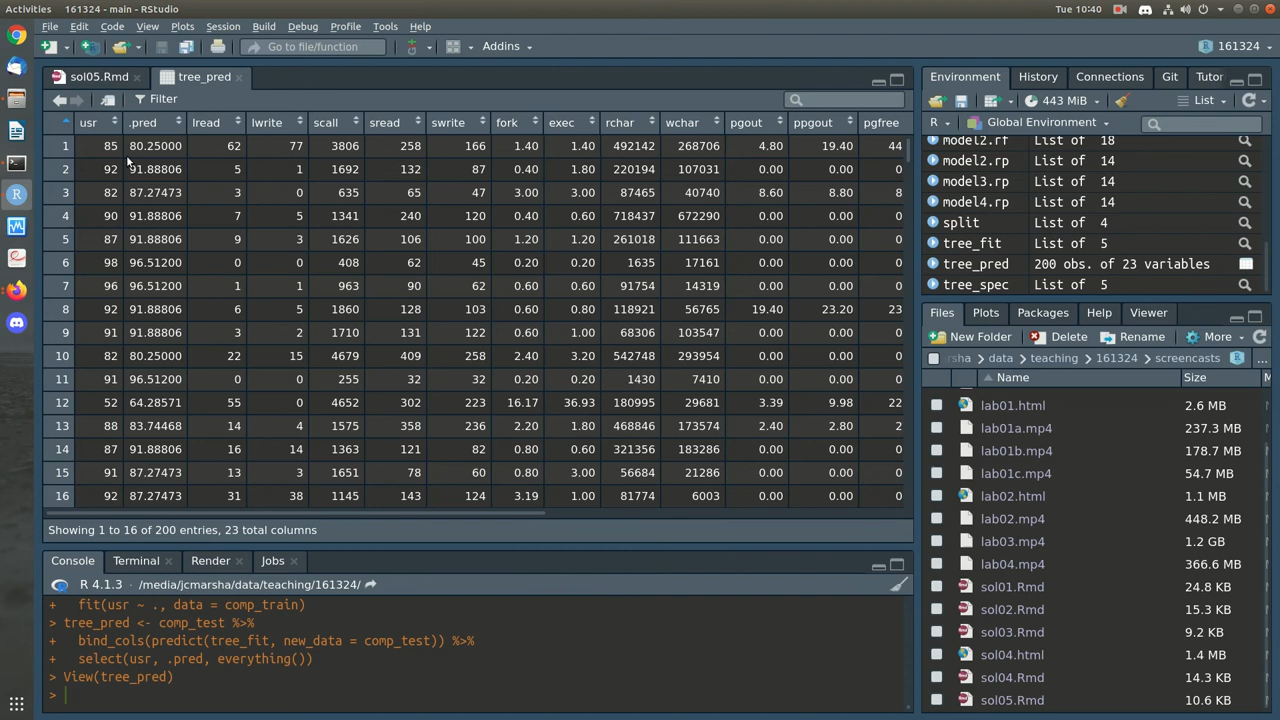 Activities 161324 - main - RStudio Tue 10:40
File Edit Code View Plots Session Build Debug Profile Tools Help
Go to file/function Addins 161324
sol05.Rmd tree_pred
Filter
usr .pred lread lwrite scall sread swrite fork exec rchar wchar pgout ppgout pgfree
1 85 80.25000 62 77 3806 258 166 1.40 1.40 492142 268706 4.80 19.40 44
2 92 91.88806 5 1 1692 132 87 0.40 1.80 220194 107031 0.00 0.00 0
3 82 87.27473 3 0 635 65 47 3.00 3.00 87465 40740 8.60 8.80 8
4 90 91.88806 7 5 1341 240 120 0.40 0.60 718437 672290 0.00 0.00 0
5 87 91.88806 9 3 1626 106 100 1.20 1.20 261018 111663 0.00 0.00 0
6 98 96.51200 0 0 408 62 45 0.20 0.20 1635 17161 0.00 0.00 0
7 96 96.51200 1 1 963 90 62 0.60 0.60 91754 14319 0.00 0.00 0
8 92 91.88806 6 5 1860 128 103 0.60 0.80 118921 56765 19.40 23.20 23
9 91 91.88806 3 2 1710 131 122 0.60 1.00 68306 103547 0.00 0.00 0
10 82 80.25000 22 15 4679 409 258 2.40 3.20 542748 293954 0.00 0.00 0
11 91 96.51200 0 0 255 32 32 0.20 0.20 1430 7410 0.00 0.00 0
12 52 64.28571 55 0 4652 302 223 16.17 36.93 180995 29681 3.39 9.98 22
13 88 83.74468 14 4 1575 358 236 2.20 1.80 468846 173574 2.40 2.80 2
14 87 91.88806 16 14 1363 121 82 0.80 0.60 321356 183286 0.00 0.00 0
15 91 87.27473 13 3 1651 78 60 0.80 3.00 56684 21286 0.00 0.00 0
16 92 87.27473 31 38 1145 143 124 3.19 1.00 81774 6003 0.00 0.00 0
Showing 1 to 16 of 200 entries, 23 total columns
Console Terminal Render Jobs
R 4.1.3 · /media/jcmarsha/data/teaching/161324/
+ fit(usr ~ ., data = comp_train)
> tree_pred <- comp_test %>%
+ bind_cols(predict(tree_fit, new_data = comp_test)) %>%
+ select(usr, .pred, everything())
> View(tree_pred)
>
Environment History Connections Git Tutor
443 MiB List
R Global Environment
model2.rf List of 18
model2.rp List of 14
model3.rp List of 14
model4.rp List of 14
split List of 4
tree_fit List of 5
tree_pred 200 obs. of 23 variables
tree_spec List of 5
Files Plots Packages Help Viewer
New Folder Delete Rename More
rsha data teaching 161324 screencasts ...
Name Size M
lab01.html 2.6 MB
lab01a.mp4 237.3 MB
lab01b.mp4 178.7 MB
lab01c.mp4 54.7 MB
lab02.html 1.1 MB
lab02.mp4 448.2 MB
lab03.mp4 1.2 GB
lab04.mp4 366.6 MB
sol01.Rmd 24.8 KB
sol02.Rmd 15.3 KB
sol03.Rmd 9.2 KB
sol04.html 1.4 MB
sol04.Rmd 14.3 KB
sol05.Rmd 10.6 KB